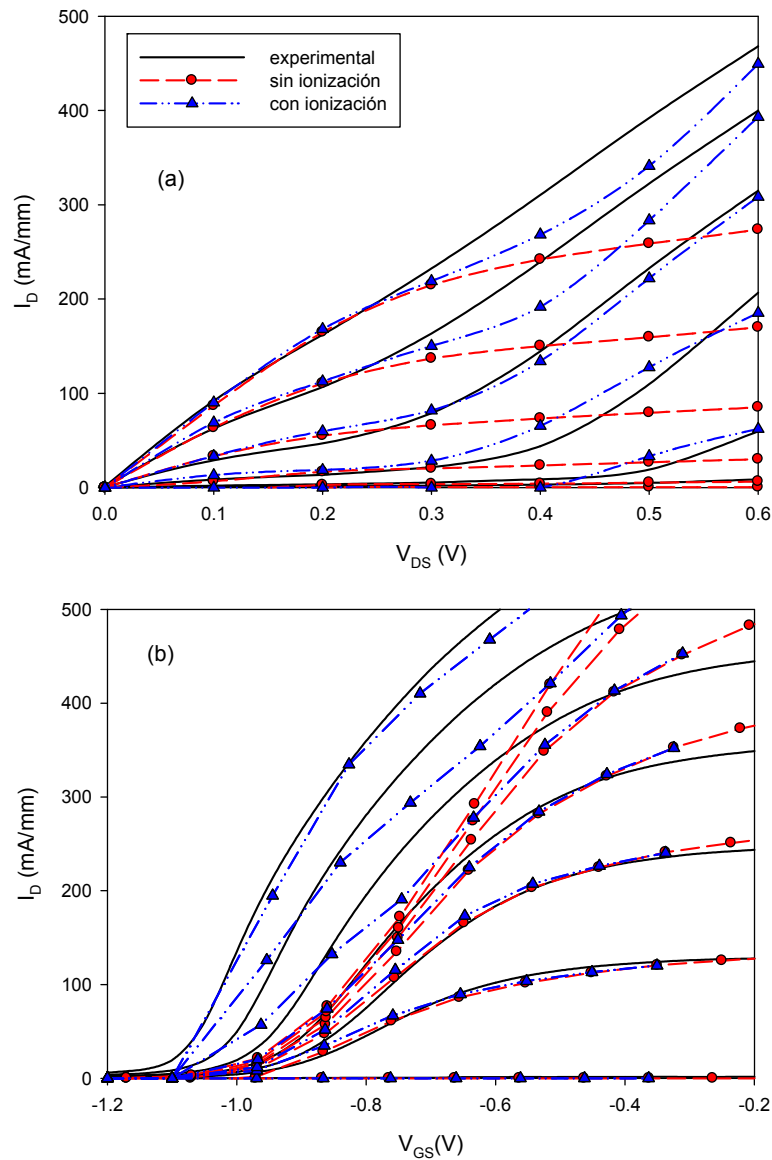 500
400
300
200
100
0
I_D (mA/mm)
experimental
sin ionización
con ionización
(a)
0.0 0.1 0.2 0.3 0.4 0.5 0.6
V_DS (V)
500
400
300
200
100
0
I_D (mA/mm)
(b)
-1.2 -1.0 -0.8 -0.6 -0.4 -0.2
V_GS(V)